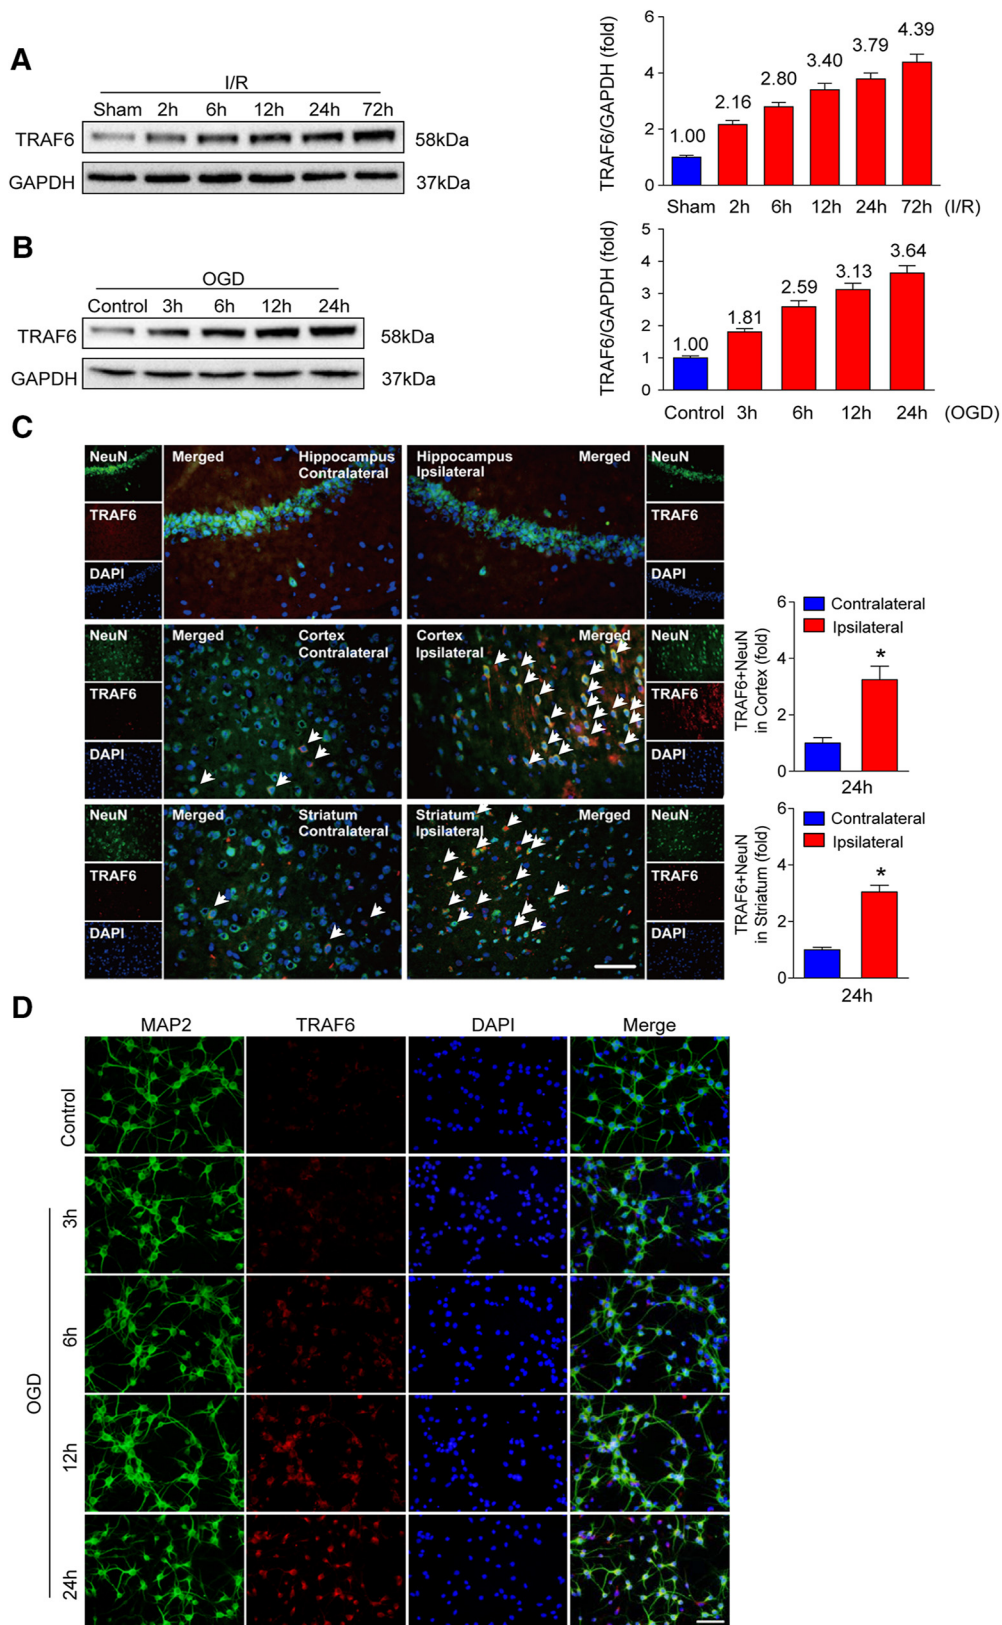 A
I/R
Sham 2h 6h 12h 24h 72h
TRAF6 58kDa
GAPDH 37kDa
TRAF6/GAPDH (fold)
6
4
2
0
1.00 2.16 2.80 3.40 3.79 4.39
Sham 2h 6h 12h 24h 72h (I/R)
B
OGD
Control 3h 6h 12h 24h
TRAF6 58kDa
GAPDH 37kDa
TRAF6/GAPDH (fold)
5
4
3
2
1
0
1.00 1.81 2.59 3.13 3.64
Control 3h 6h 12h 24h (OGD)
C
NeuN Merged Hippocampus Contralateral
TRAF6
DAPI
Hippocampus Ipsilateral Merged NeuN
TRAF6
DAPI
NeuN Merged Cortex Contralateral
TRAF6
DAPI
Cortex Ipsilateral Merged NeuN
TRAF6
DAPI
NeuN Merged Striatum Contralateral
TRAF6
DAPI
Striatum Ipsilateral Merged NeuN
TRAF6
DAPI
TRAF6+NeuN
in Cortex (fold)
6
4
2
0
Contralateral
Ipsilateral
*
24h
TRAF6+NeuN
in Striatum (fold)
6
4
2
0
Contralateral
Ipsilateral
*
24h
D
MAP2 TRAF6 DAPI Merge
Control
OGD
3h
6h
12h
24h